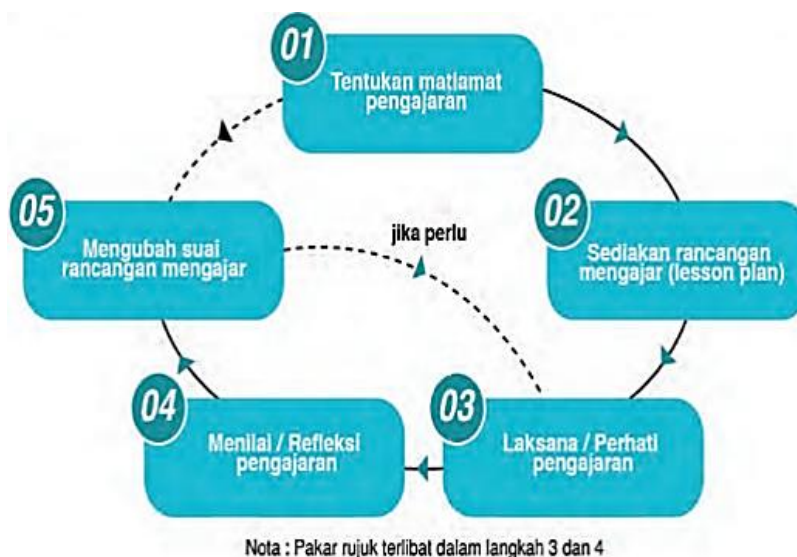 01
Tentukan matlamat
pengajaran
02
Sediakan rancangan
mengajar (lesson plan)
03
Laksana / Perhati
pengajaran
04
Menilai / Refleksi
pengajaran
05
Mengubah suai
rancangan mengajar
jika perlu
Nota : Pakar rujuk terlibat dalam langkah 3 dan 4